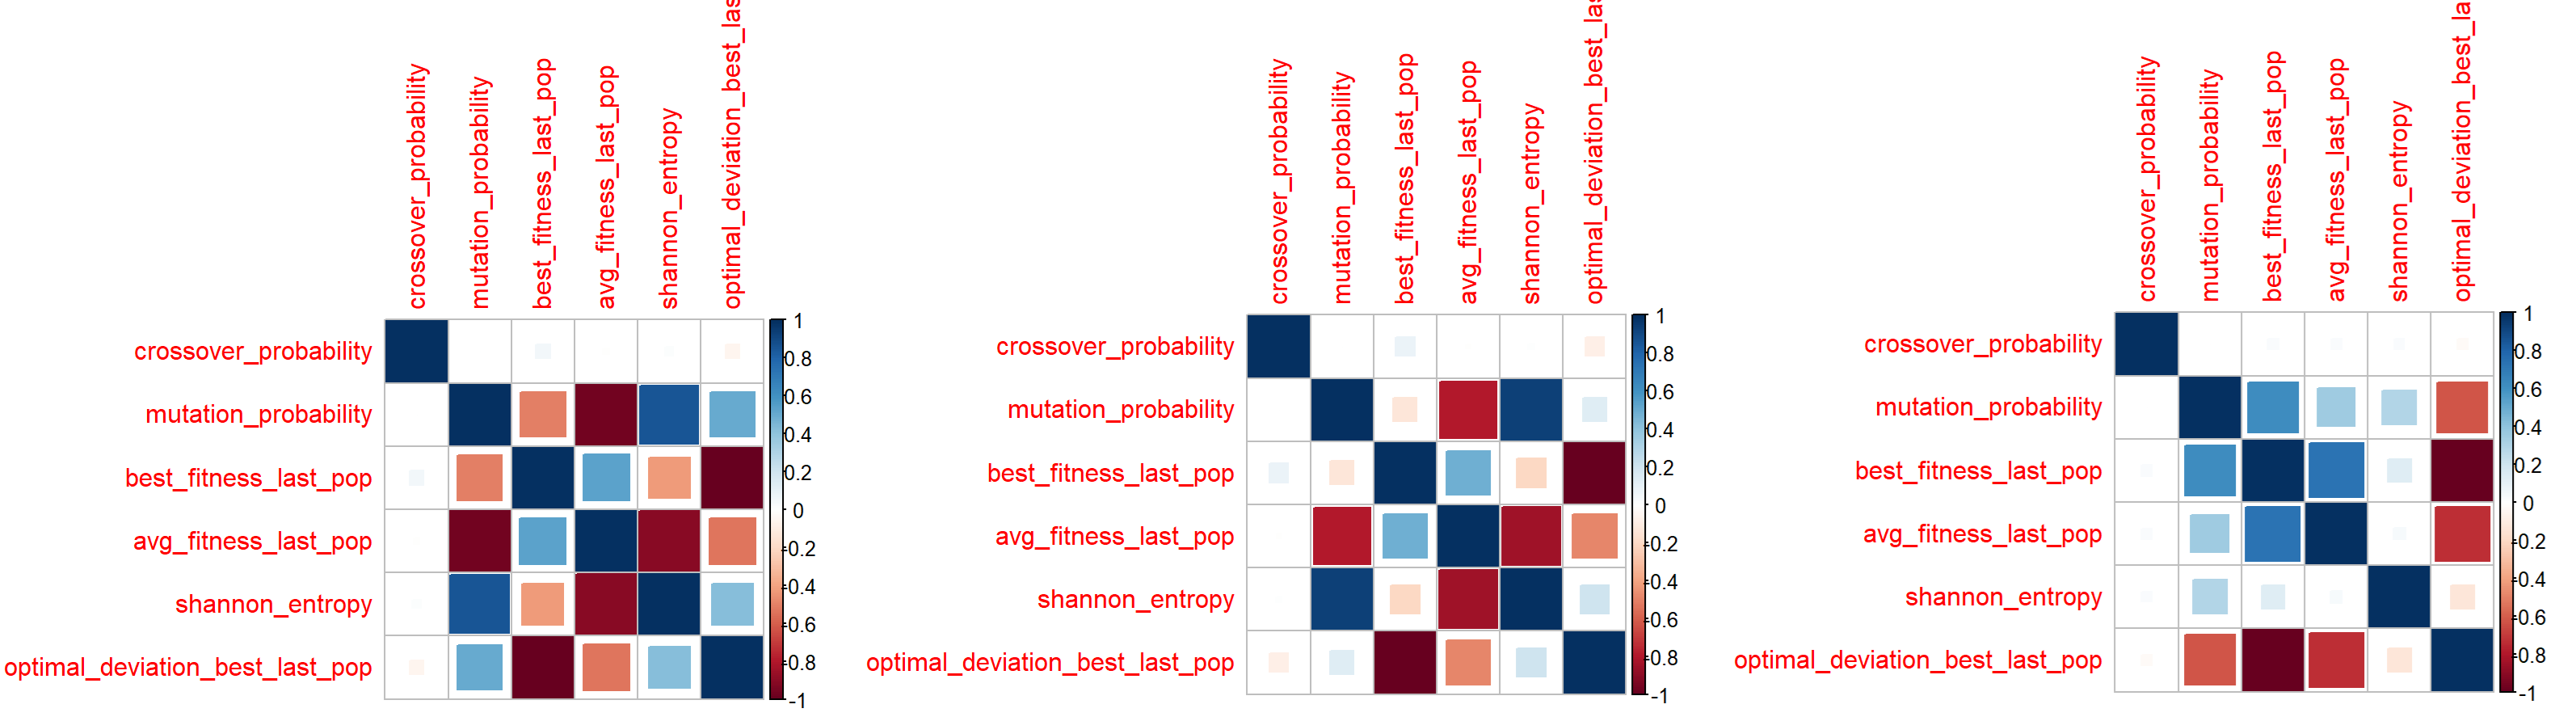 crossover_probability
mutation_probability
best_fitness_last_pop
avg_fitness_last_pop
shannon_entropy
optimal_deviation_best_las
crossover_probability
mutation_probability
best_fitness_last_pop
avg_fitness_last_pop
shannon_entropy
optimal_deviation_best_last_pop
1
0.8
0.6
0.4
0.2
0
-0.2
-0.4
-0.6
-0.8
-1
crossover_probability
mutation_probability
best_fitness_last_pop
avg_fitness_last_pop
shannon_entropy
optimal_deviation_best_las
crossover_probability
mutation_probability
best_fitness_last_pop
avg_fitness_last_pop
shannon_entropy
optimal_deviation_best_last_pop
1
0.8
0.6
0.4
0.2
0
-0.2
-0.4
-0.6
-0.8
-1
crossover_probability
mutation_probability
best_fitness_last_pop
avg_fitness_last_pop
shannon_entropy
optimal_deviation_best_la
crossover_probability
mutation_probability
best_fitness_last_pop
avg_fitness_last_pop
shannon_entropy
optimal_deviation_best_last_pop
1
0.8
0.6
0.4
0.2
0
-0.2
-0.4
-0.6
-0.8
-1